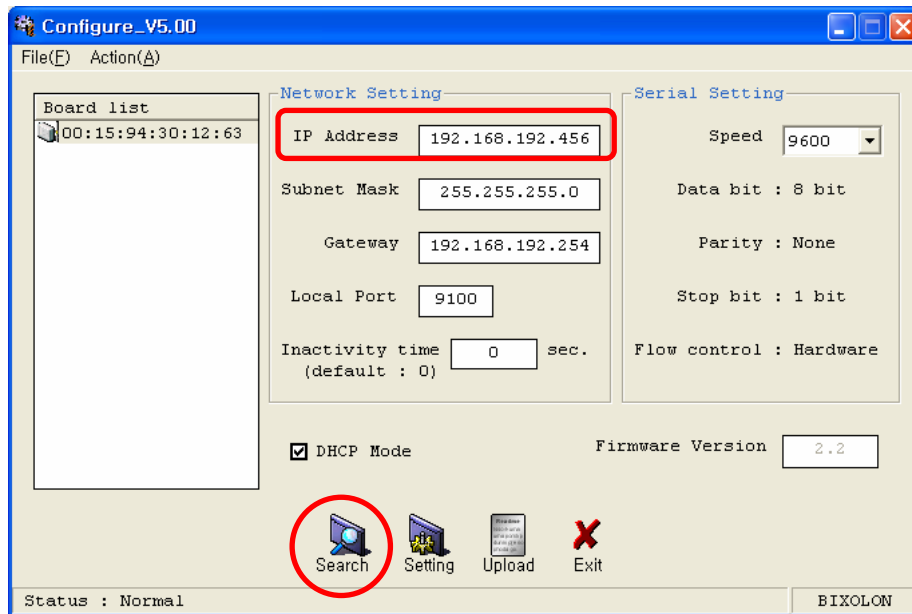 Configure_V5.00
File(F) Action(A)
Board list
00:15:94:30:12:63
Network Setting
IP Address 192.168.192.456
Subnet Mask 255.255.255.0
Gateway 192.168.192.254
Local Port 9100
Inactivity time 0 sec.
(default : 0)
Serial Setting
Speed 9600
Data bit : 8 bit
Parity : None
Stop bit : 1 bit
Flow control : Hardware
DHCP Mode
Firmware Version 2.2
Search Setting Upload Exit
Status : Normal BIXOLON